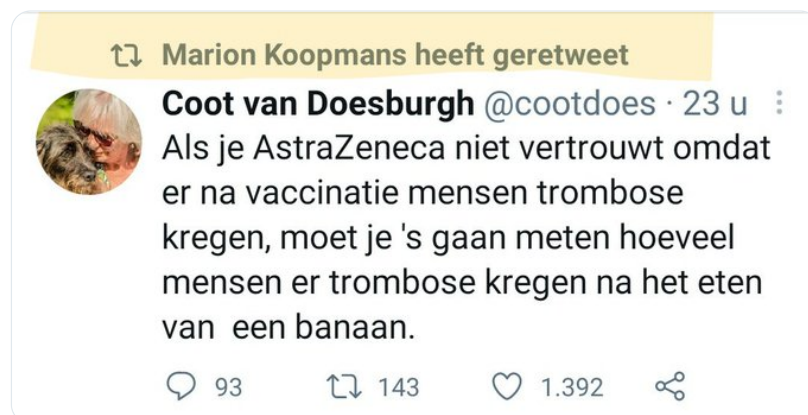 Marion Koopmans heeft geretweet
Coot van Doesburgh @cootdoes · 23 u
Als je AstraZeneca niet vertrouwt omdat
er na vaccinatie mensen trombose
kregen, moet je 's gaan meten hoeveel
mensen er trombose kregen na het eten
van  een banaan.
93 143 1.392